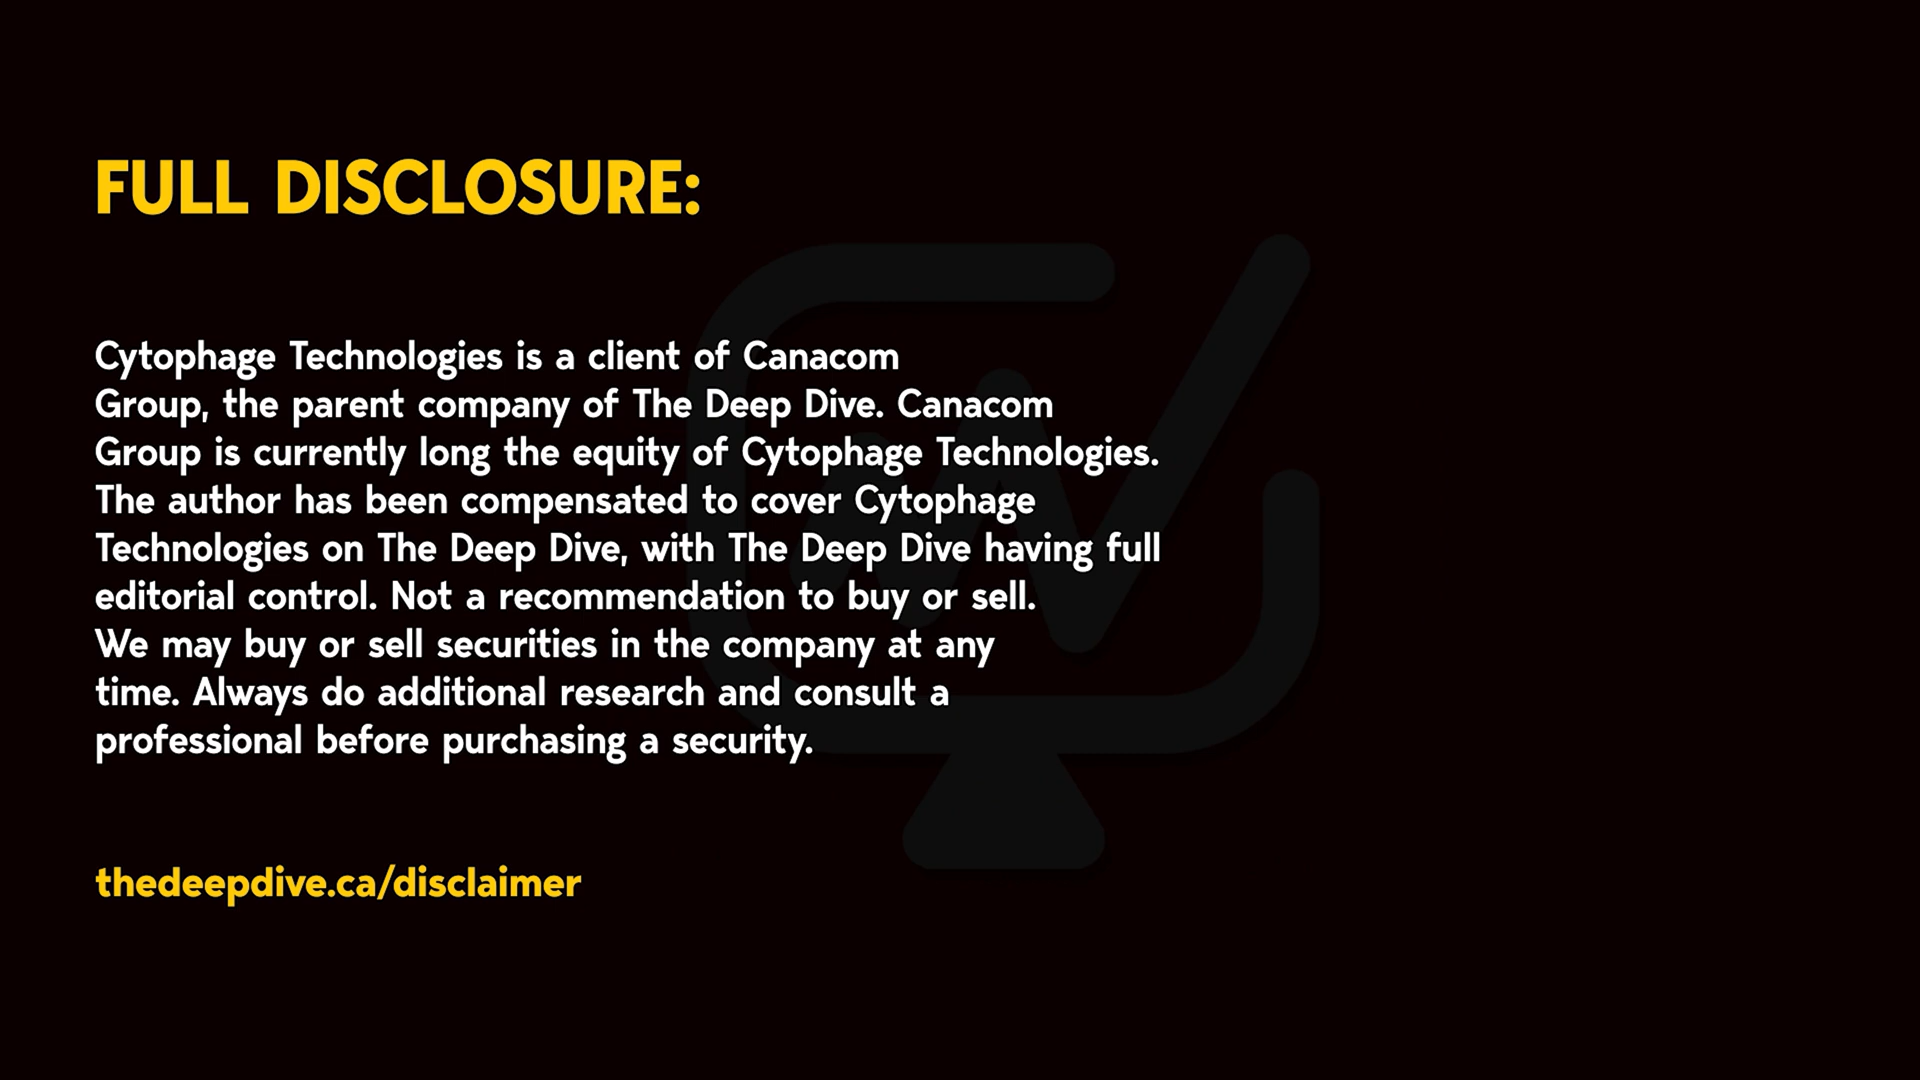 FULL DISCLOSURE:
Cytophage Technologies is a client of Canacom
Group, the parent company of The Deep Dive. Canacom
Group is currently long the equity of Cytophage Technologies.
The author has been compensated to cover Cytophage
Technologies on The Deep Dive, with The Deep Dive having full
editorial control. Not a recommendation to buy or sell.
We may buy or sell securities in the company at any
time. Always do additional research and consult a
professional before purchasing a security.
thedeepdive.ca/disclaimer